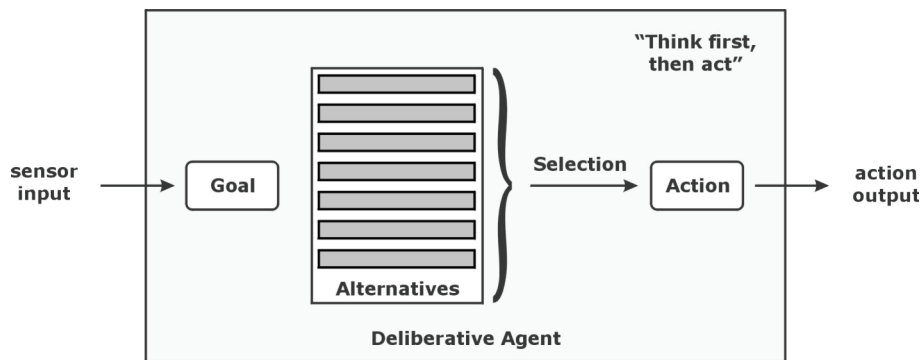 “Think first,
then act”
sensor
input
Goal
Selection
Action
action
output
Alternatives
Deliberative Agent